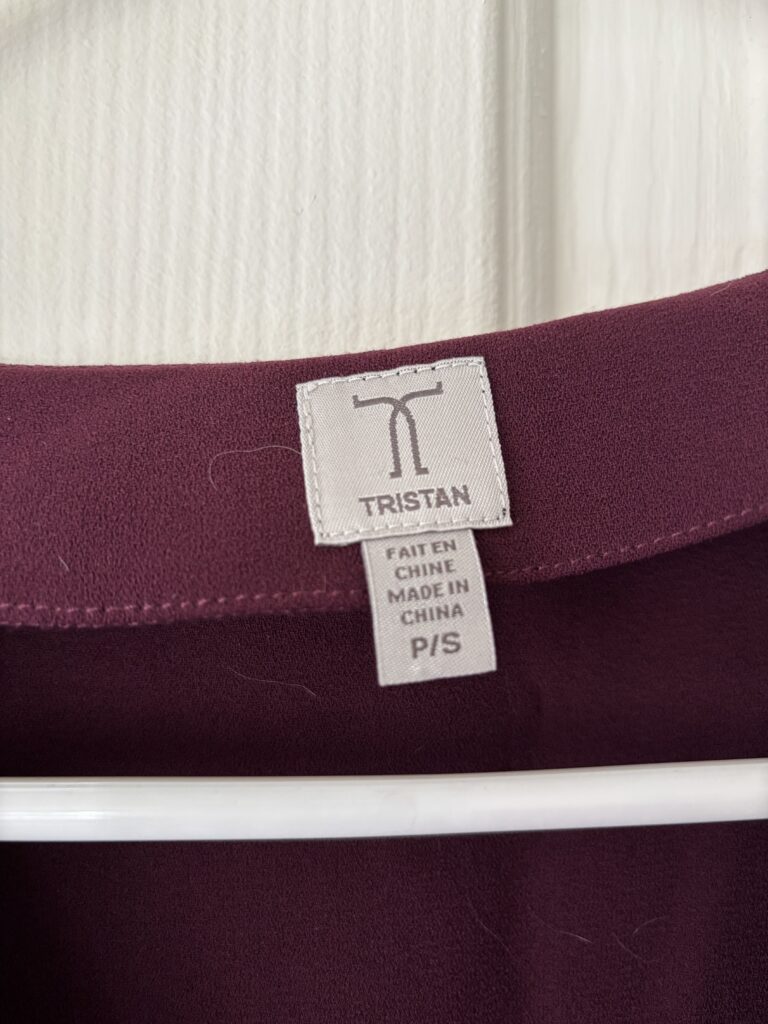 TRISTAN
FAIT EN
CHINE
MADE IN
CHINA
P/S